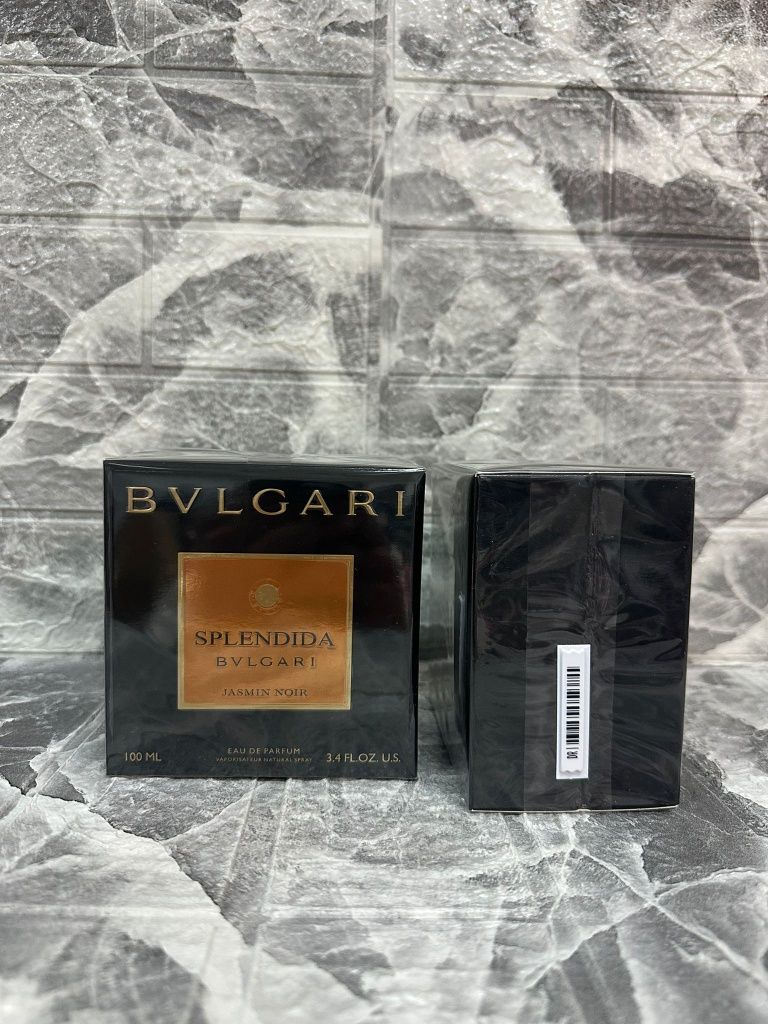 BVLGARI
SPLENDIDA
BVLGARI
JASMIN NOIR
EAU DE PARFUM
100 ML
VAPORISATEUR NATURAL SPRAY
3.4 FL.OZ. U.S.